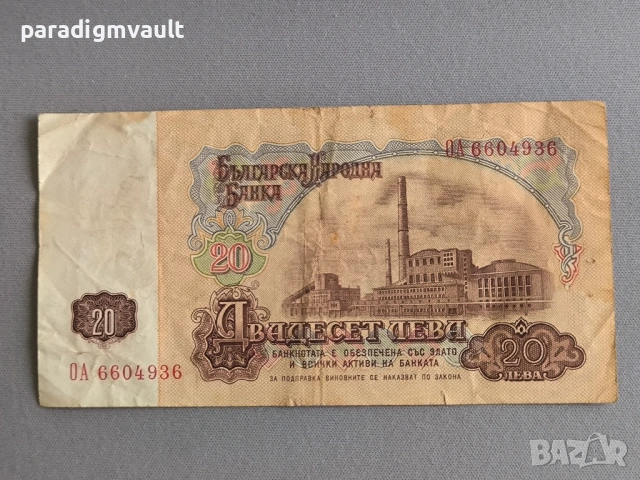 paradigmvault
ОА 6604936
Българска Народна
Банка
20
20
Двадесет лева
20
ЛЕВА
БАНКНОТАТА Е ОБЕЗПЕЧЕНА СЪС ЗЛАТО
И ВСИЧКИ АКТИВИ НА БАНКАТА
ОА 6604936
ЗА ПОДПРАВКА ВИНОВНИТЕ СЕ НАКАЗВАТ ПО ЗАКОНА
BAZAR